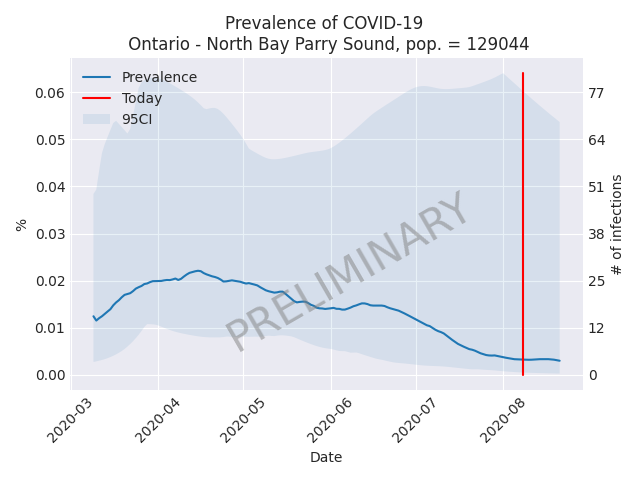 Prevalence of COVID-19
Ontario - North Bay Parry Sound, pop. = 129044
Prevalence
Today
95CI
0.06
0.05
0.04
0.03
0.02
0.01
0.00
%
77
64
51
38
25
12
0
# of infections
PRELIMINARY
2020-03
2020-04
2020-05
2020-06
2020-07
2020-08
Date